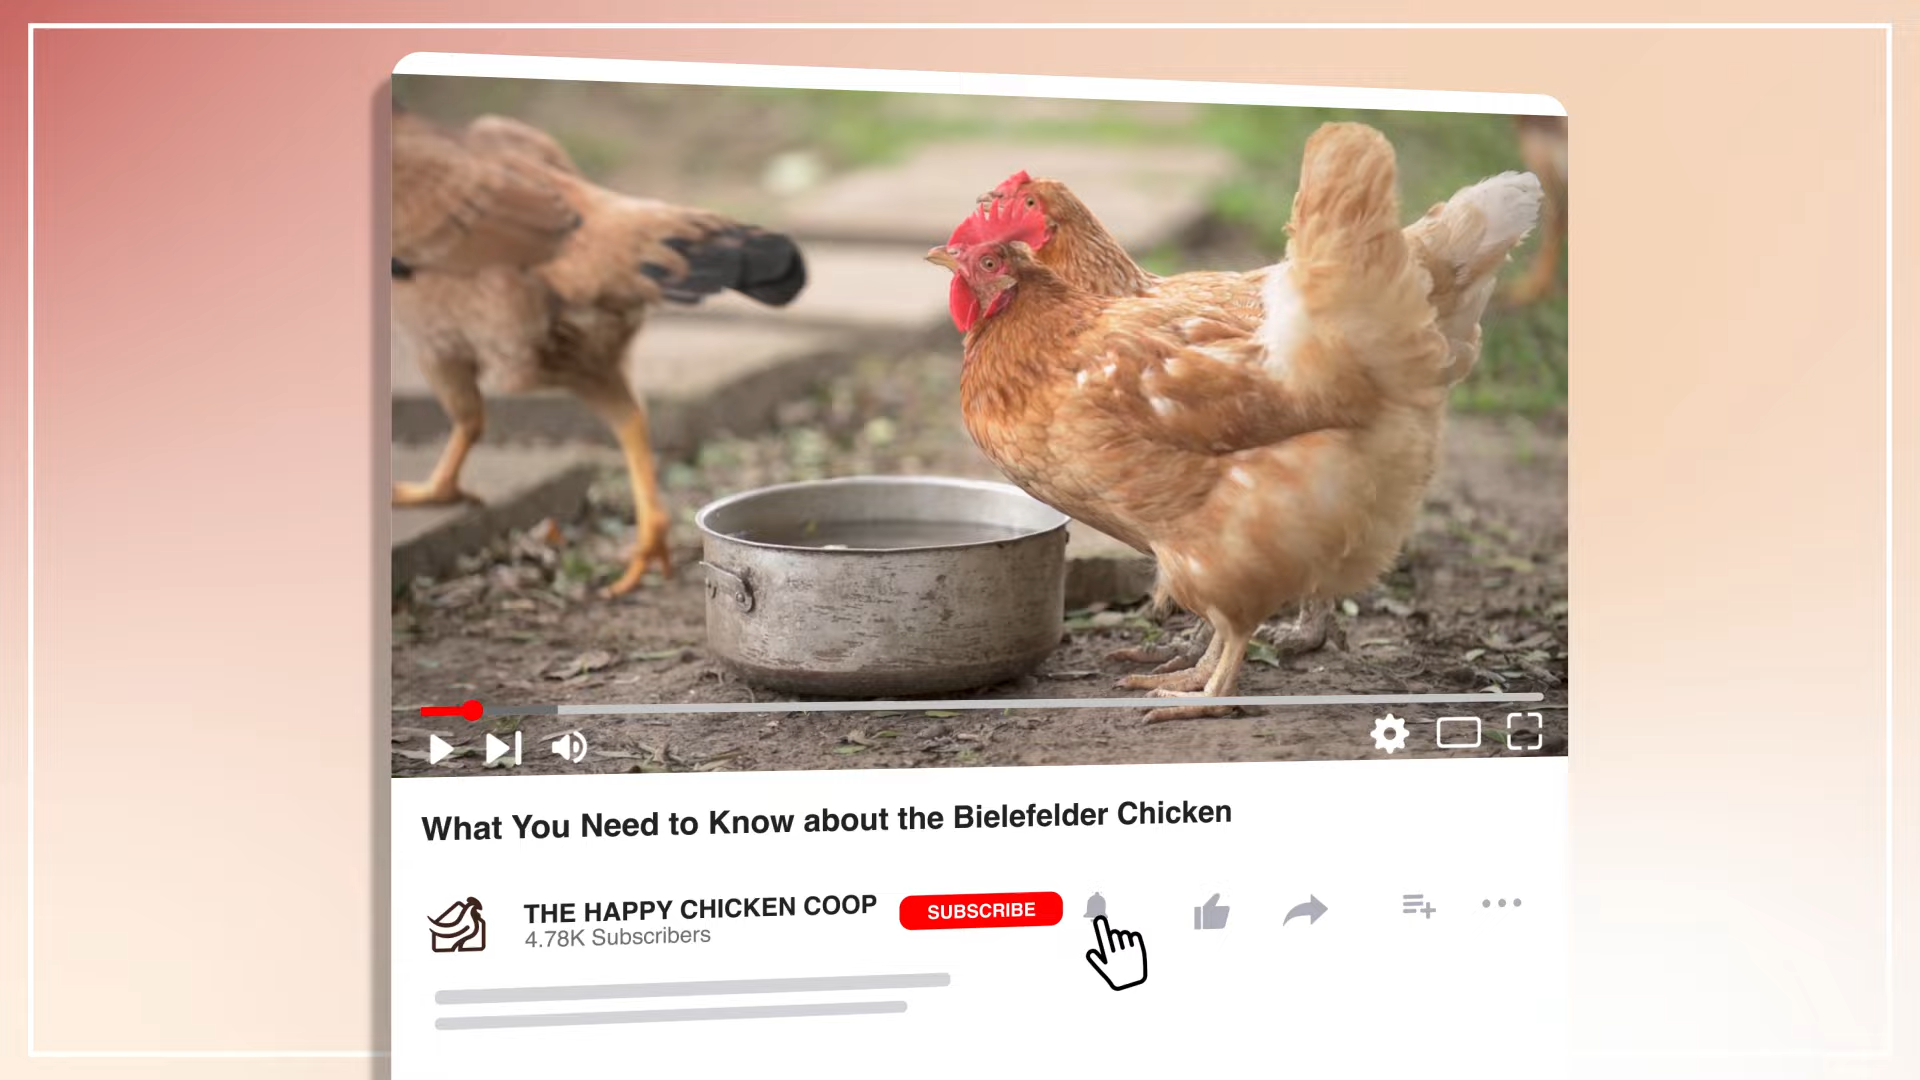 What You Need to Know about the Bielefelder Chicken
THE HAPPY CHICKEN COOP
SUBSCRIBE
4.78K Subscribers